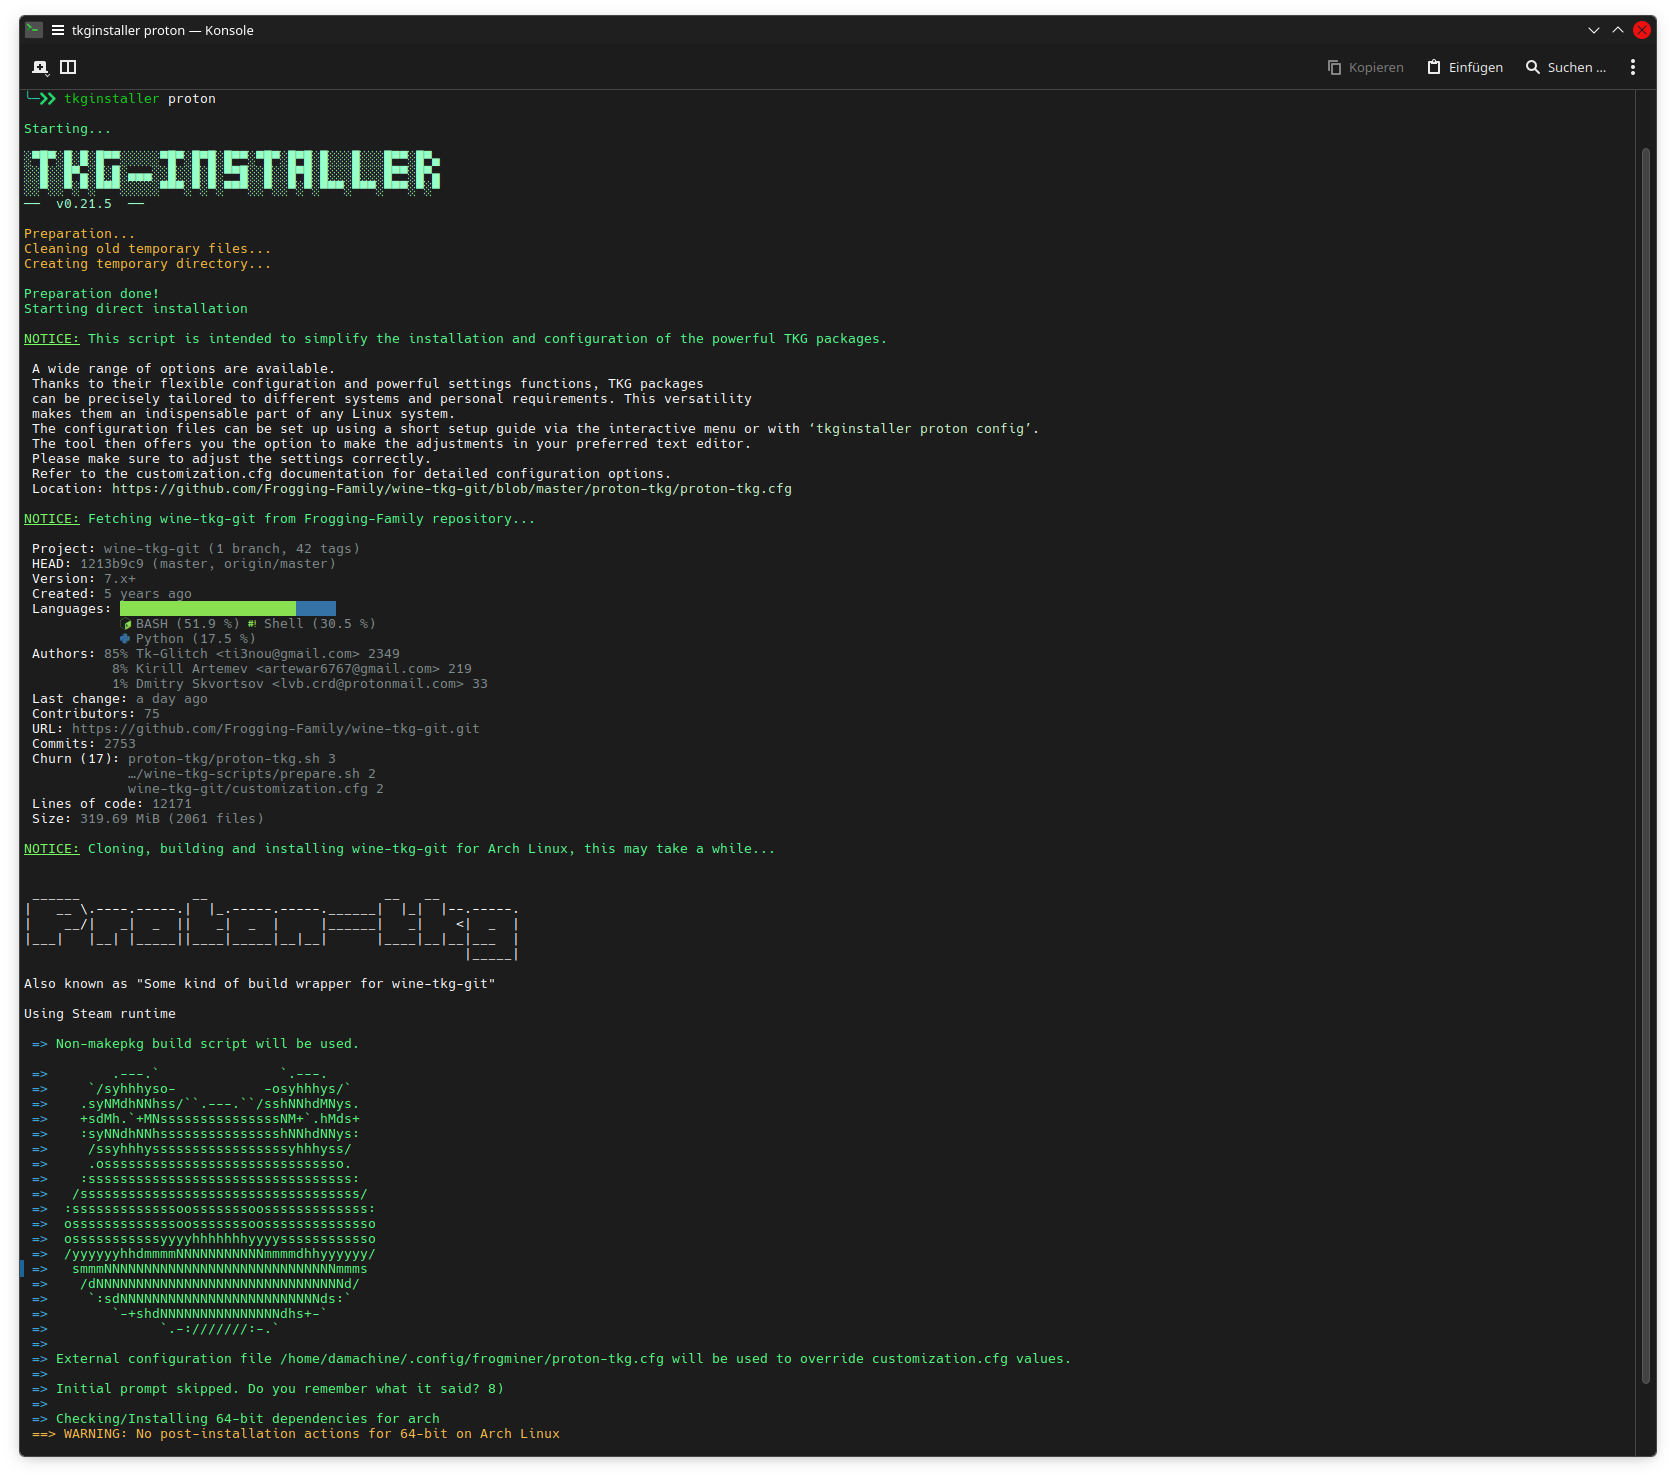 tkginstaller proton — Konsole
Kopieren
Einfügen
Suchen ...
tkginstaller proton
Starting...
TKG-INSTALLER
── v0.21.5 ──
Preparation...
Cleaning old temporary files...
Creating temporary directory...
Preparation done!
Starting direct installation
NOTICE: This script is intended to simplify the installation and configuration of the powerful TKG packages.
A wide range of options are available.
Thanks to their flexible configuration and powerful settings functions, TKG packages
can be precisely tailored to different systems and personal requirements. This versatility
makes them an indispensable part of any Linux system.
The configuration files can be set up using a short setup guide via the interactive menu or with ‘tkginstaller proton config’.
The tool then offers you the option to make the adjustments in your preferred text editor.
Please make sure to adjust the settings correctly.
Refer to the customization.cfg documentation for detailed configuration options.
Location: https://github.com/Frogging-Family/wine-tkg-git/blob/master/proton-tkg/proton-tkg.cfg
NOTICE: Fetching wine-tkg-git from Frogging-Family repository...
Project: wine-tkg-git (1 branch, 42 tags)
HEAD: 1213b9c9 (master, origin/master)
Version: 7.x+
Created: 5 years ago
Languages:
BASH (51.9 %) #! Shell (30.5 %)
Python (17.5 %)
Authors: 85% Tk-Glitch <ti3nou@gmail.com> 2349
8% Kirill Artemev <artewar6767@gmail.com> 219
1% Dmitry Skvortsov <lvb.crd@protonmail.com> 33
Last change: a day ago
Contributors: 75
URL: https://github.com/Frogging-Family/wine-tkg-git.git
Commits: 2753
Churn (17): proton-tkg/proton-tkg.sh 3
…/wine-tkg-scripts/prepare.sh 2
wine-tkg-git/customization.cfg 2
Lines of code: 12171
Size: 319.69 MiB (2061 files)
NOTICE: Cloning, building and installing wine-tkg-git for Arch Linux, this may take a while...
Proton-tkg
Also known as "Some kind of build wrapper for wine-tkg-git"
Using Steam runtime
=> Non-makepkg build script will be used.
=> External configuration file /home/damachine/.config/frogminer/proton-tkg.cfg will be used to override customization.cfg values.
=>
=> Initial prompt skipped. Do you remember what it said? 8)
=>
=> Checking/Installing 64-bit dependencies for arch
==> WARNING: No post-installation actions for 64-bit on Arch Linux